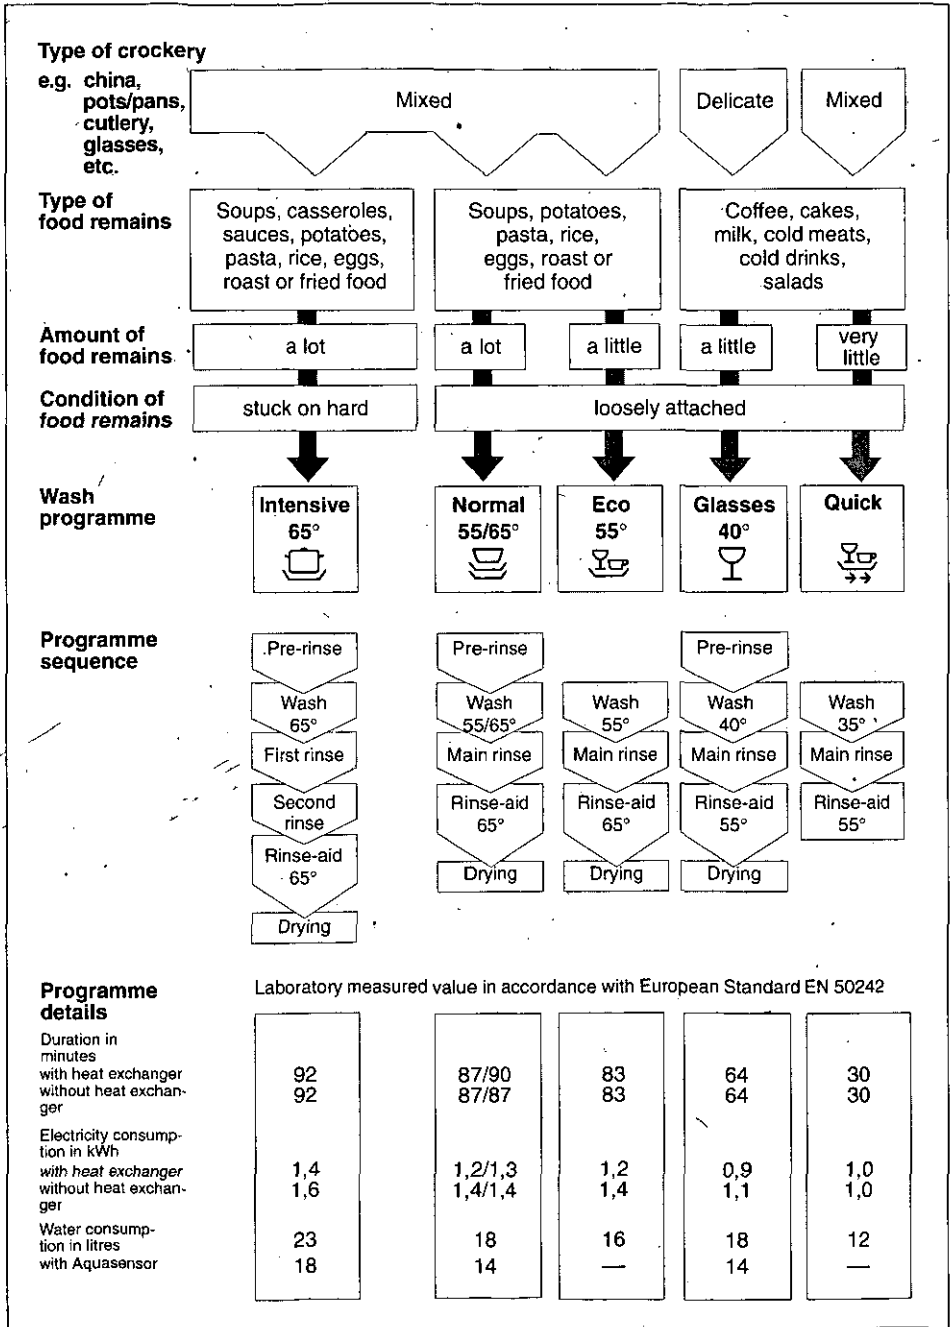 Type of crockery
e.g. china,
pots/pans,
cutlery,
glasses,
etc.
Mixed
Delicate
Mixed
Type of
food remains
Soups, casseroles,
sauces, potatoes,
pasta, rice, eggs,
roast or fried food
Soups, potatoes,
pasta, rice,
eggs, roast or
fried food
Coffee, cakes,
milk, cold meats,
cold drinks,
salads
Amount of
food remains
a lot
a lot
a little
a little
very
little
Condition of
food remains
stuck on hard
loosely attached
Wash
programme
Intensive
65°
Normal
55/65°
Eco
55°
Glasses
40°
Quick
Programme
sequence
Pre-rinse
Pre-rinse
Pre-rinse
Wash
65°
Wash
55/65°
Wash
55°
Wash
40°
Wash
35°
First rinse
Main rinse
Main rinse
Main rinse
Main rinse
Second
rinse
Rinse-aid
65°
Rinse-aid
65°
Rinse-aid
55°
Rinse-aid
55°
Rinse-aid
65°
Drying
Drying
Drying
Drying
Programme
details
Laboratory measured value in accordance with European Standard EN 50242
Duration in
minutes
with heat exchanger 92 87/90 83 64 30
without heat exchan- 92 87/87 83 64 30
ger
Electricity consump-
tion in kWh
with heat exchanger 1,4 1,2/1,3 1,2 0,9 1,0
without heat exchan- 1,6 1,4/1,4 1,4 1,1 1,0
ger
Water consump-
tion in litres 23 18 16 18 12
with Aquasensor 18 14 — 14 —